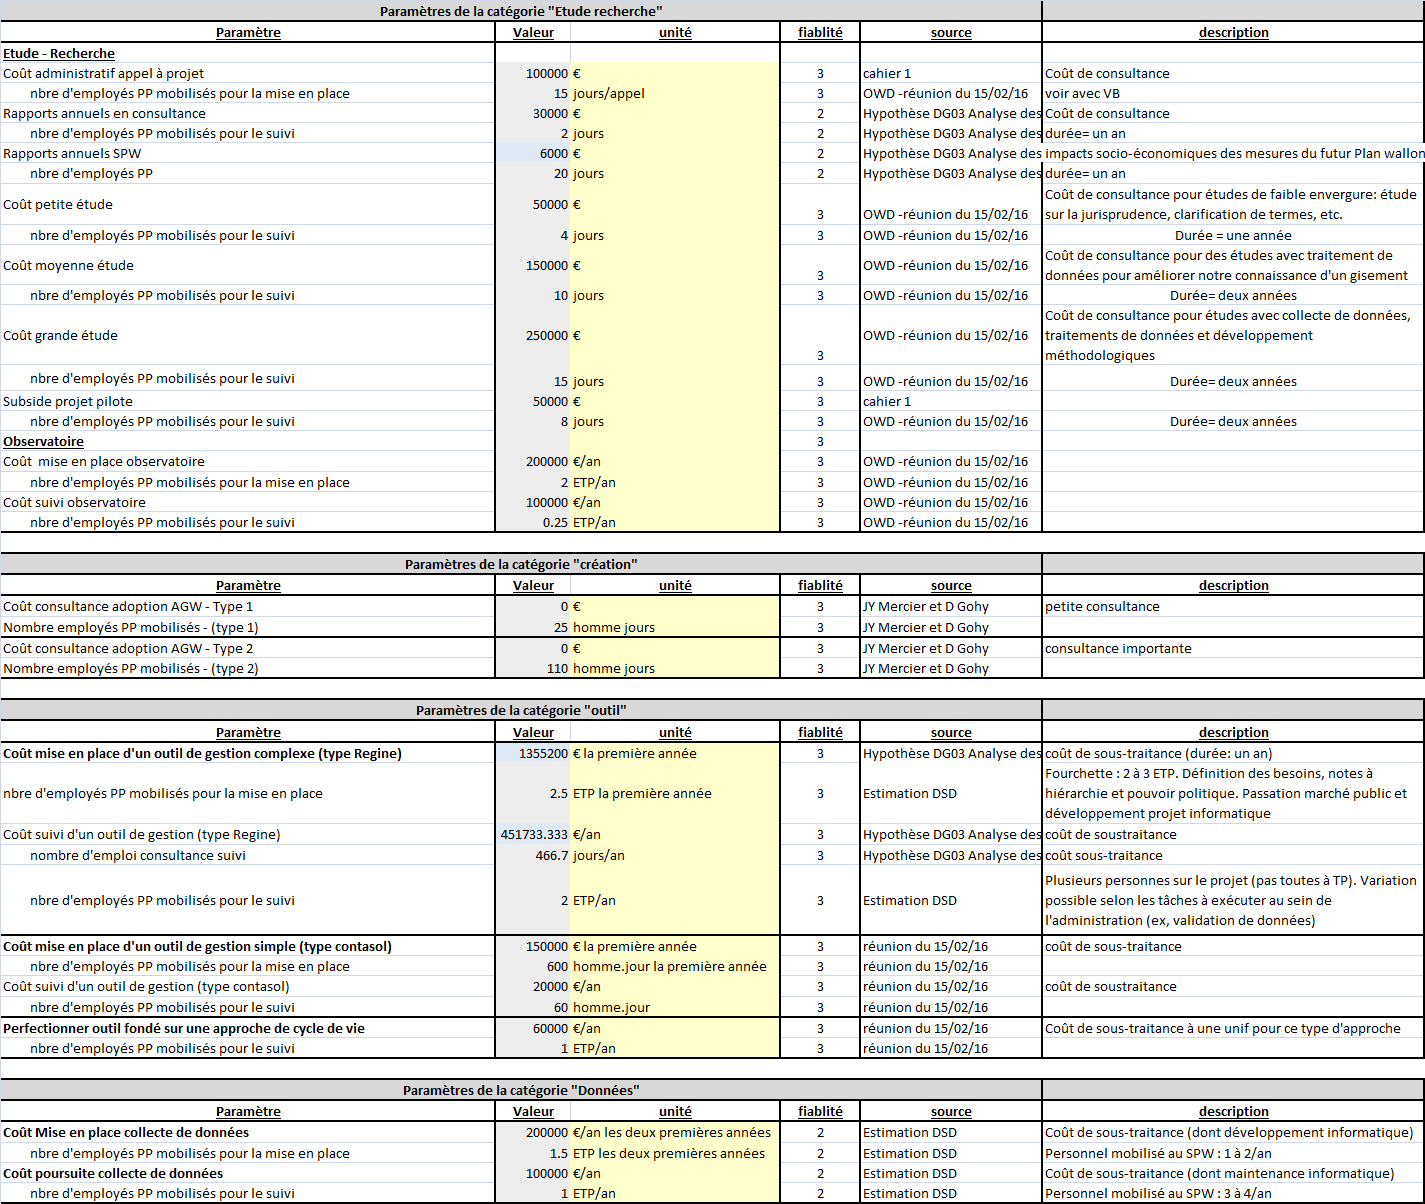 Paramètres de la catégorie "Etude recherche"
Paramètre Valeur unité fiablité source description
Etude - Recherche
Coût administratif appel à projet 100000 € 3 cahier 1 Coût de consultance
nbre d'employés PP mobilisés pour la mise en place 15 jours/appel 3 OWD -réunion du 15/02/16 voir avec VB
Rapports annuels en consultance 30000 € 2 Hypothèse DG03 Analyse des Coût de consultance
nbre d'employés PP mobilisés pour le suivi 2 jours 2 Hypothèse DG03 Analyse des durée= un an
Rapports annuels SPW 6000 € 2 Hypothèse DG03 Analyse des impacts socio-économiques des mesures du futur Plan wallon
nbre d'employés PP 20 jours 2 Hypothèse DG03 Analyse des durée= un an
Coût petite étude 50000 € 3 OWD -réunion du 15/02/16 Coût de consultance pour études de faible envergure: étude
sur la jurisprudence, clarification de termes, etc.
nbre d'employés PP mobilisés pour le suivi 4 jours 3 OWD -réunion du 15/02/16 Durée = une année
Coût moyenne étude 150000 € 3 OWD -réunion du 15/02/16 Coût de consultance pour des études avec traitement de
données pour améliorer notre connaissance d'un gisement
nbre d'employés PP mobilisés pour le suivi 10 jours 3 OWD -réunion du 15/02/16 Durée= deux années
Coût grande étude 250000 € 3 OWD -réunion du 15/02/16 Coût de consultance pour études avec collecte de données,
traitements de données et développement
méthodologiques
nbre d'employés PP mobilisés pour le suivi 15 jours 3 OWD -réunion du 15/02/16 Durée= deux années
Subside projet pilote 50000 € 3 cahier 1
nbre d'employés PP mobilisés pour le suivi 8 jours 3 OWD -réunion du 15/02/16 Durée= deux années
Observatoire 3
Coût  mise en place observatoire 200000 €/an 3 OWD -réunion du 15/02/16
nbre d'employés PP mobilisés pour la mise en place 2 ETP/an 3 OWD -réunion du 15/02/16
Coût suivi observatoire 100000 €/an 3 OWD -réunion du 15/02/16
nbre d'employés PP mobilisés pour le suivi 0.25 ETP/an 3 OWD -réunion du 15/02/16
Paramètres de la catégorie "création"
Paramètre Valeur unité fiablité source description
Coût consultance adoption AGW - Type 1 0 € 3 JY Mercier et D Gohy petite consultance
Nombre employés PP mobilisés - (type 1) 25 homme jours 3 JY Mercier et D Gohy
Coût consultance adoption AGW - Type 2 0 € 3 JY Mercier et D Gohy consultance importante
Nombre employés PP mobilisés - (type 2) 110 homme jours 3 JY Mercier et D Gohy
Paramètres de la catégorie "outil"
Paramètre Valeur unité fiablité source description
Coût mise en place d'un outil de gestion complexe (type Regine) 1355200 € la première année 3 Hypothèse DG03 Analyse des coût de sous-traitance (durée: un an)
nbre d'employés PP mobilisés pour la mise en place 2.5 ETP la première année 3 Estimation DSD Fourchette : 2 à 3 ETP. Définition des besoins, notes à
hiérarchie et pouvoir politique. Passation marché public et
développement projet informatique
Coût suivi d'un outil de gestion (type Regine) 451733.333 €/an 3 Hypothèse DG03 Analyse des coût de soustraitance
nombre d'emploi consultance suivi 466.7 jours/an 3 Hypothèse DG03 Analyse des coût sous-traitance
nbre d'employés PP mobilisés pour le suivi 2 ETP/an 3 Estimation DSD Plusieurs personnes sur le projet (pas toutes à TP). Variation
possible selon les tâches à exécuter au sein de
l'administration (ex, validation de données)
Coût mise en place d'un outil de gestion simple (type contasol) 150000 € la première année 3 réunion du 15/02/16 coût de sous-traitance
nbre d'employés PP mobilisés pour la mise en place 600 homme.jour la première année 3 réunion du 15/02/16
Coût suivi d'un outil de gestion (type contasol) 20000 €/an 3 réunion du 15/02/16 coût de soustraitance
nbre d'employés PP mobilisés pour le suivi 60 homme.jour 3 réunion du 15/02/16
Perfectionner outil fondé sur une approche de cycle de vie 60000 €/an 3 réunion du 15/02/16 Coût de sous-traitance à une unif pour ce type d'approche
nbre d'employés PP mobilisés pour le suivi 1 ETP/an 3 réunion du 15/02/16
Paramètres de la catégorie "Données"
Paramètre Valeur unité fiablité source description
Coût Mise en place collecte de données 200000 €/an les deux premières années 2 Estimation DSD Coût de sous-traitance (dont développement informatique)
nbre d'employés PP mobilisés pour la mise en place 1.5 ETP les deux premières années 2 Estimation DSD Personnel mobilisé au SPW : 1 à 2/an
Coût poursuite collecte de données 100000 €/an 2 Estimation DSD Coût de sous-traitance (dont maintenance informatique)
nbre d'employés PP mobilisés pour le suivi 1 ETP/an 2 Estimation DSD Personnel mobilisé au SPW : 3 à 4/an